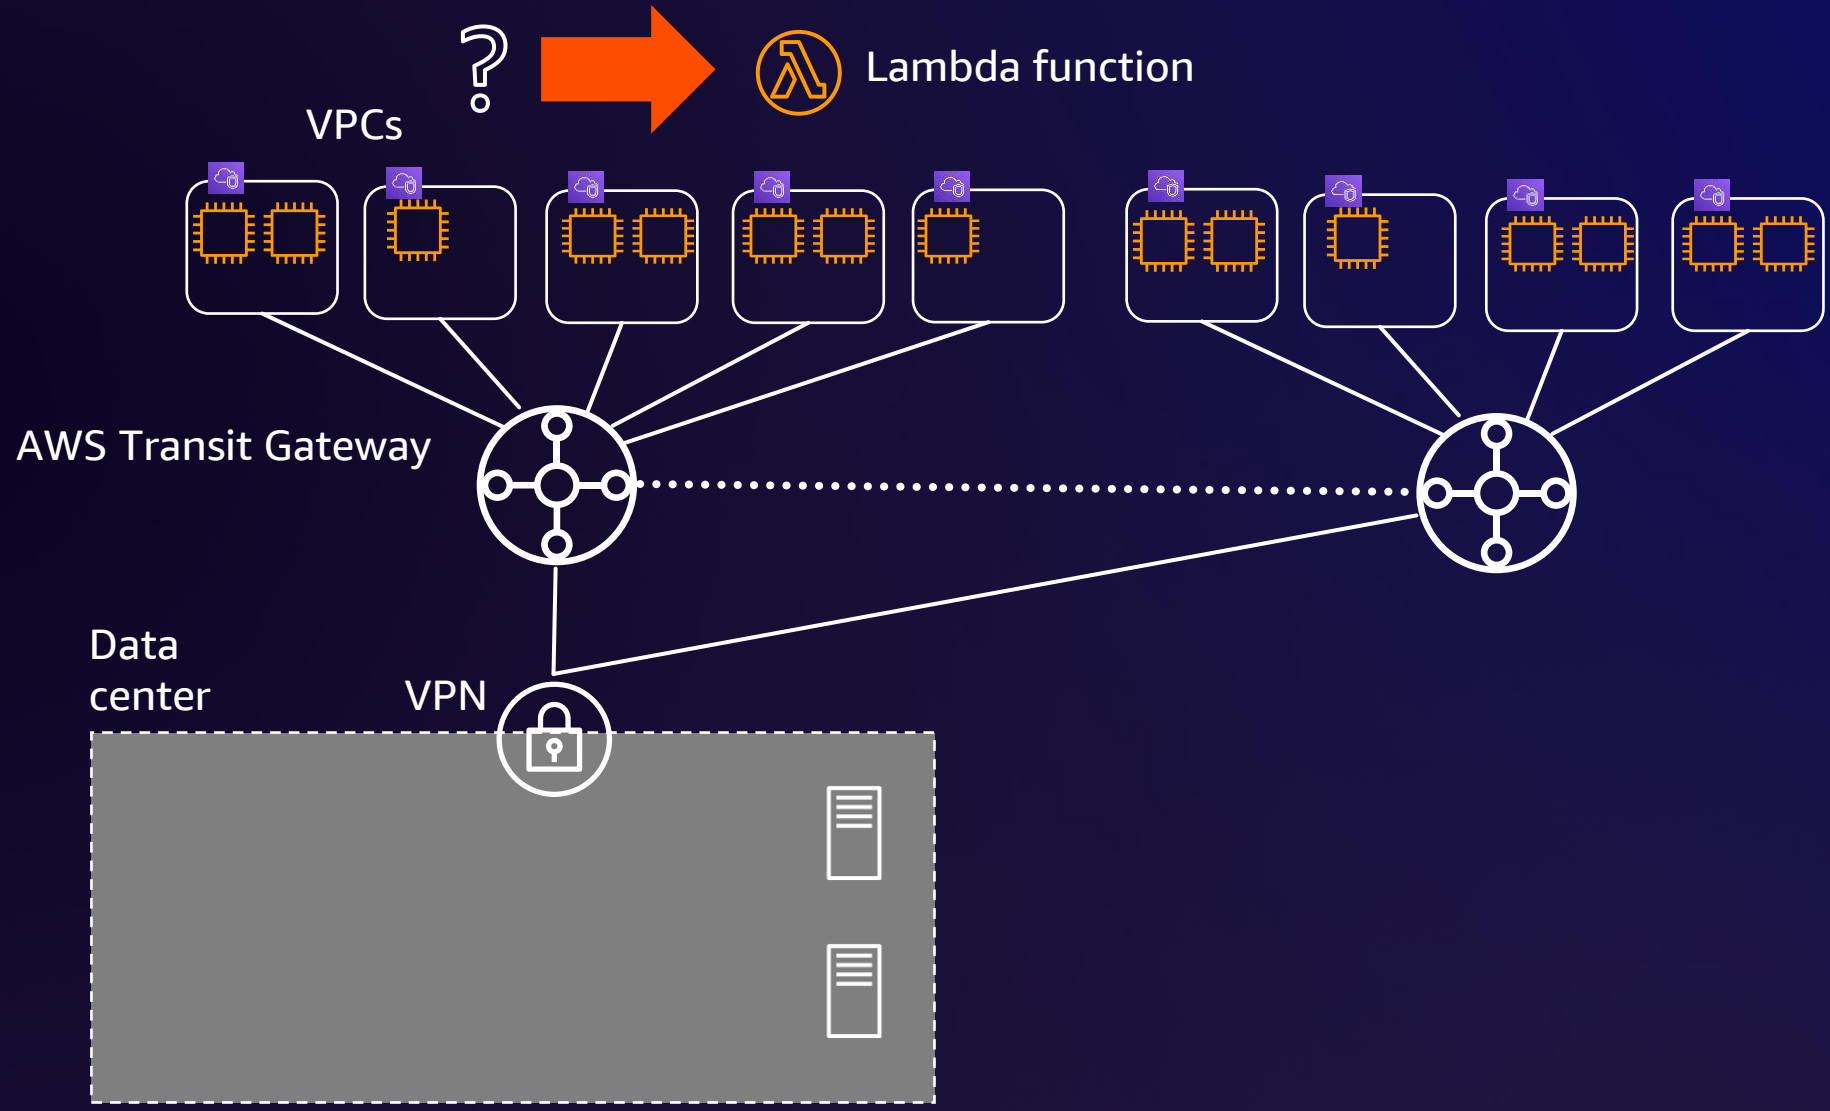 ?
Lambda function
VPCs
AWS Transit Gateway
Data
center
VPN